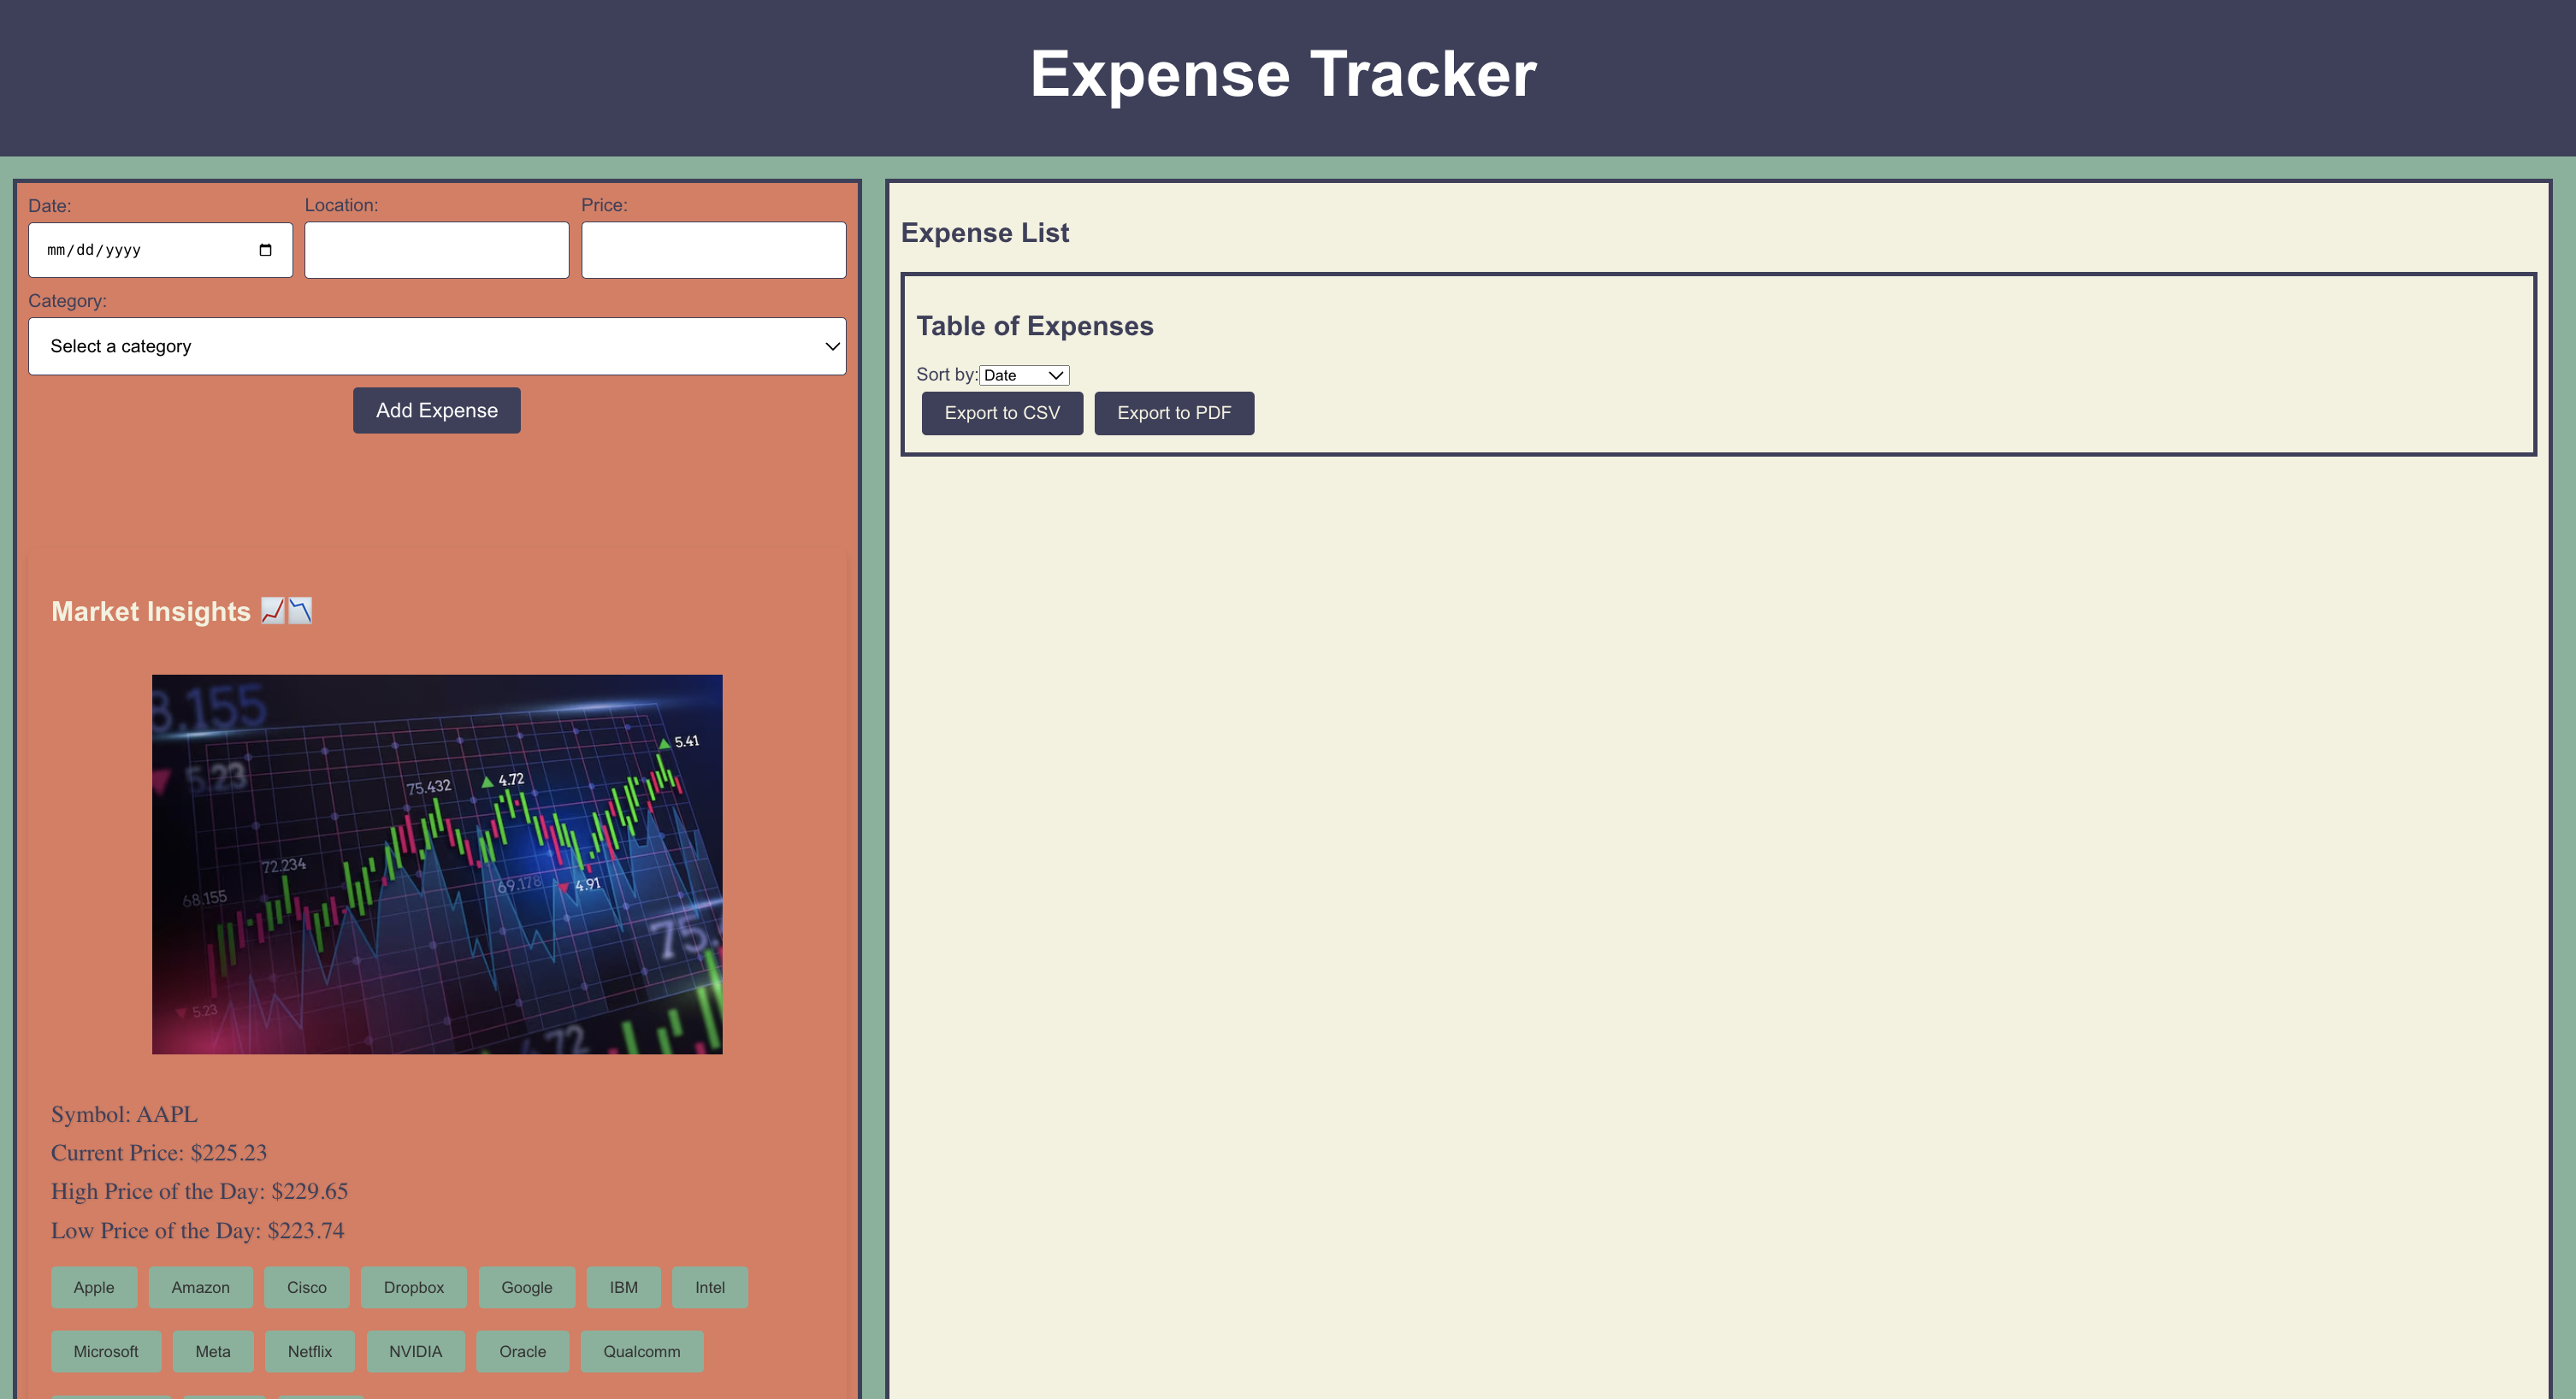 Expense Tracker
Date:
Location:
Price:
mm/dd/yyyy
Category:
Select a category
Add Expense
Market Insights
8.155
5.23
5.41
75.432
4.72
72.234
68.155
69.178
4.91
75.
5.23
4.72
Symbol: AAPL
Current Price: $225.23
High Price of the Day: $229.65
Low Price of the Day: $223.74
Apple Amazon Cisco Dropbox Google IBM Intel
Microsoft Meta Netflix NVIDIA Oracle Qualcomm
Expense List
Table of Expenses
Sort by: Date
Export to CSV Export to PDF